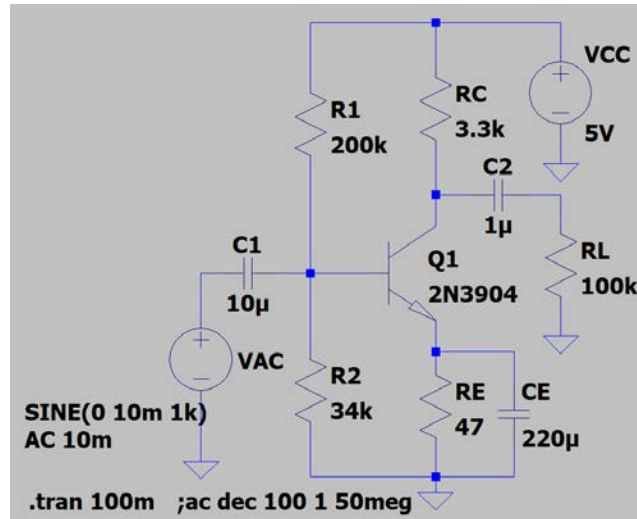 VCC
+
5V
R1
200k
RC
3.3k
C2
1µ
RL
100k
C1
10µ
Q1
2N3904
+
VAC
SINE(0 10m 1k)
AC 10m
R2
34k
RE
47
CE
220µ
.tran 100m ;ac dec 100 1 50meg